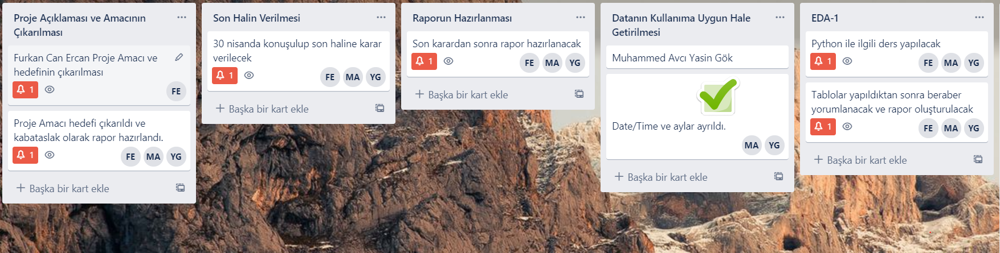 Proje Açıklaması ve Amacının
Çıkarılması
Furkan Can Ercan Proje Amacı ve
hedefinin çıkarılması
1
FE
Proje Amacı hedefi çıkarıldı ve
kabataslak olarak rapor hazırlandı.
1
FE MA YG
+ Başka bir kart ekle
Son Halin Verilmesi
30 nisanda konuşulup son haline karar
verilecek
1
FE MA YG
+ Başka bir kart ekle
Raporun Hazırlanması
Son karardan sonra rapor hazırlanacak
1
FE MA YG
+ Başka bir kart ekle
Datanın Kullanıma Uygun Hale
Getirilmesi
Muhammed Avcı Yasin Gök
Date/Time ve aylar ayrıldı.
MA YG
+ Başka bir kart ekle
EDA-1
Python ile ilgili ders yapılacak
1
FE MA YG
Tablolar yapıldıktan sonra beraber
yorumlanacak ve rapor oluşturulacak
1
FE MA YG
+ Başka bir kart ekle